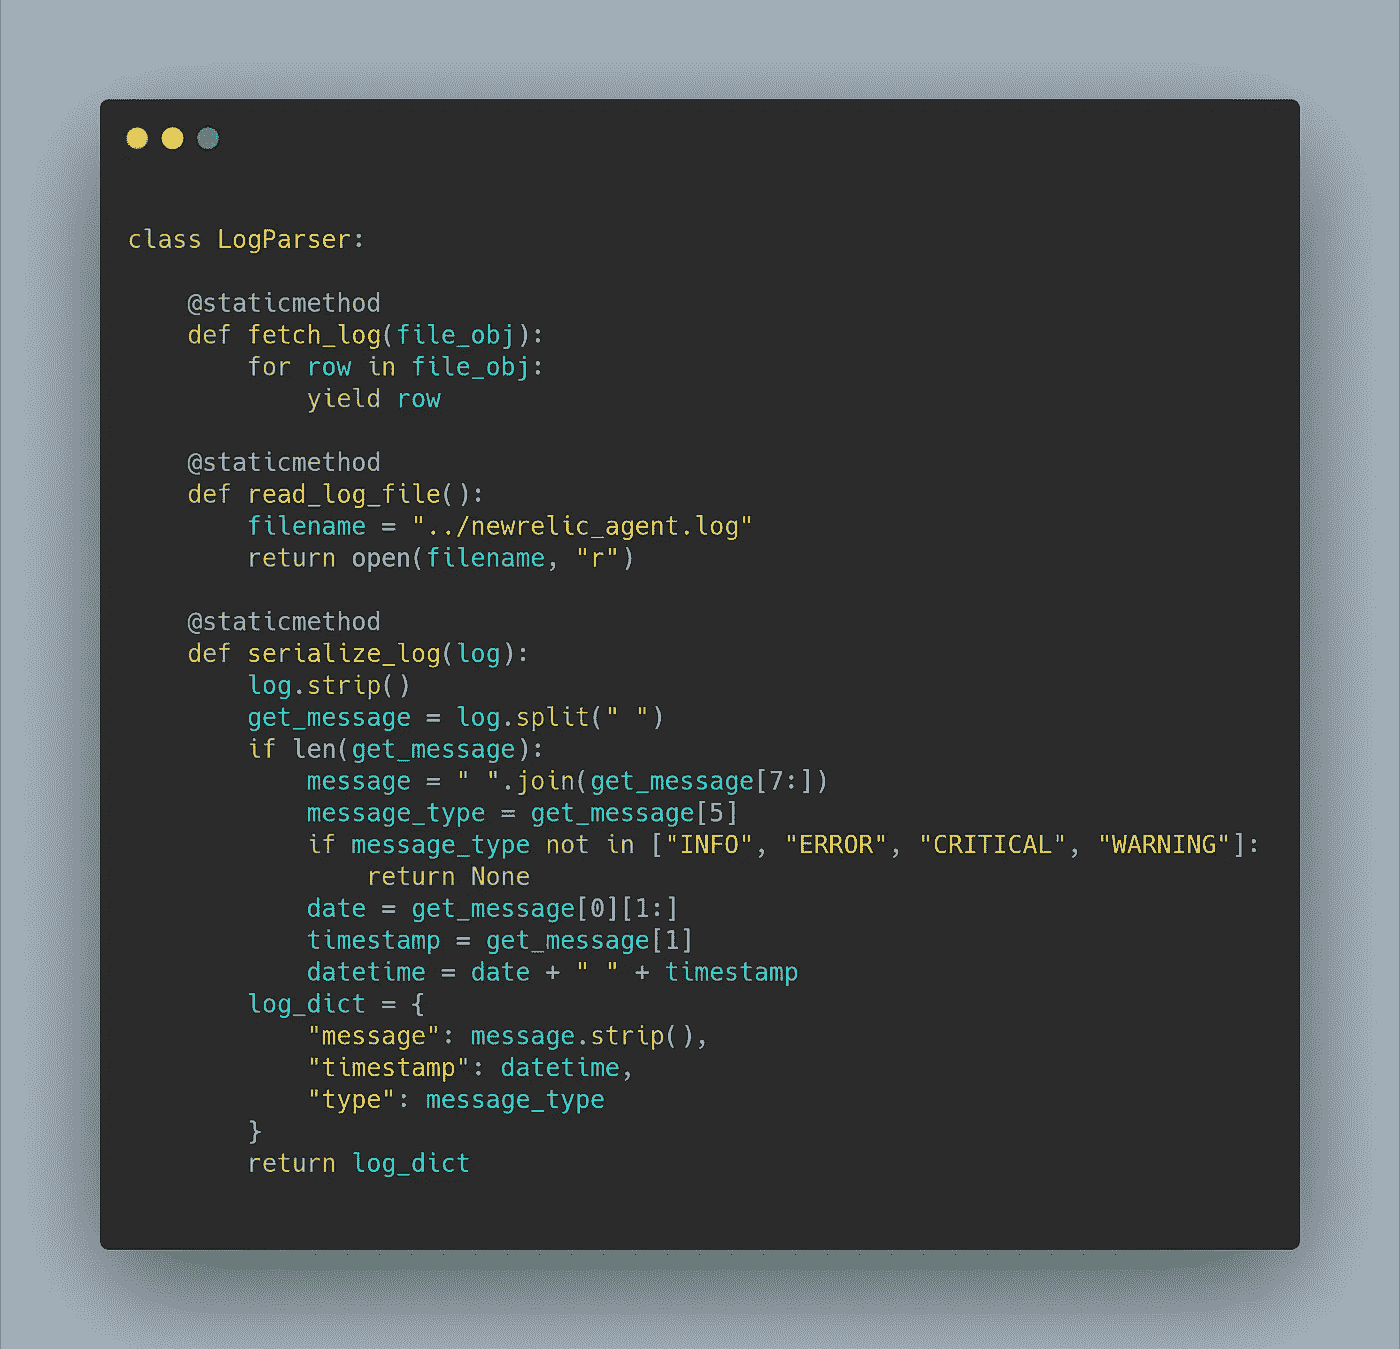 class LogParser:
    @staticmethod
    def fetch_log(file_obj):
        for row in file_obj:
            yield row
    @staticmethod
    def read_log_file():
        filename = "../newrelic_agent.log"
        return open(filename, "r")
    @staticmethod
    def serialize_log(log):
        log.strip()
        get_message = log.split(" ")
        if len(get_message):
            message = " ".join(get_message[7:])
            message_type = get_message[5]
            if message_type not in ["INFO", "ERROR", "CRITICAL", "WARNING"]:
                return None
            date = get_message[0][1:]
            timestamp = get_message[1]
            datetime = date + " " + timestamp
        log_dict = {
            "message": message.strip(),
            "timestamp": datetime,
            "type": message_type
        }
        return log_dict